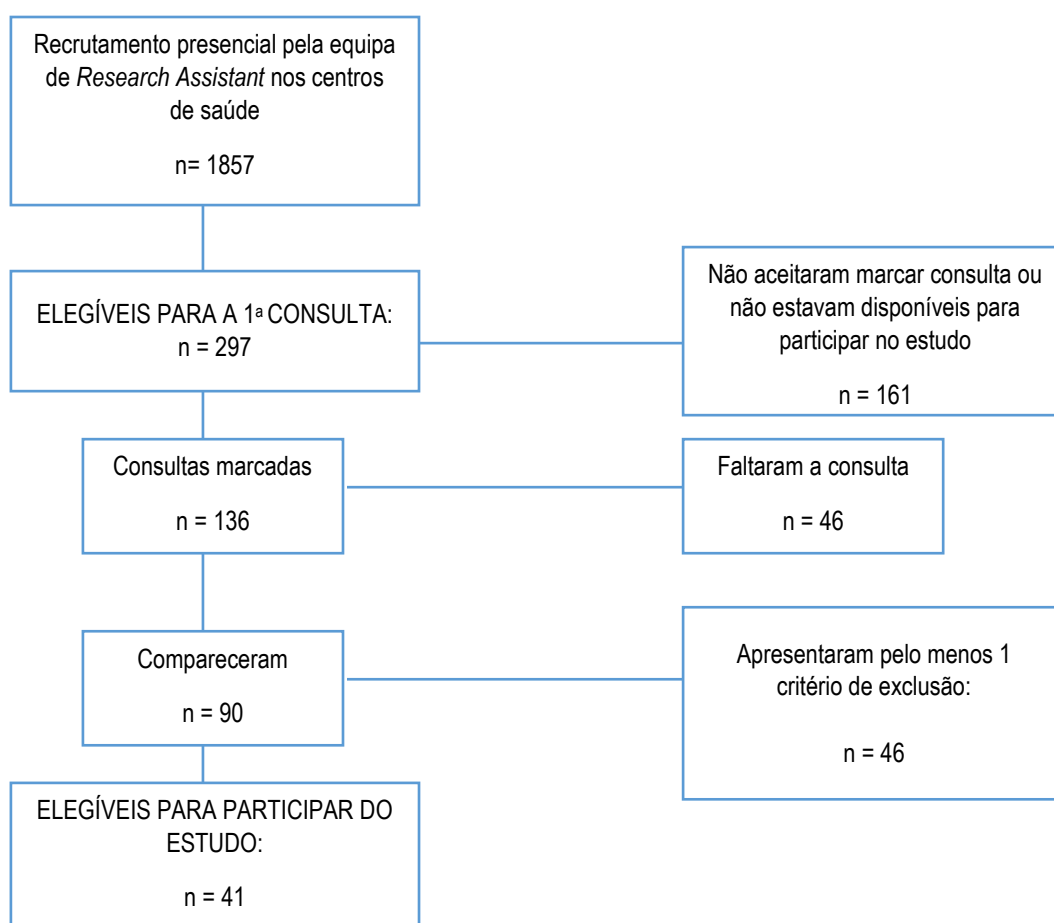 Recrutamento presencial pela equipa
de Research Assistant nos centros
de saúde
n= 1857
ELEGÍVEIS PARA A 1ª CONSULTA:
n = 297
Não aceitaram marcar consulta ou
não estavam disponíveis para
participar no estudo
n = 161
Consultas marcadas
n = 136
Faltaram a consulta
n = 46
Compareceram
n = 90
Apresentaram pelo menos 1
critério de exclusão:
n = 46
ELEGÍVEIS PARA PARTICIPAR DO
ESTUDO:
n = 41